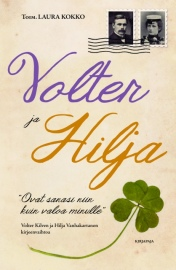 TOIM. LAURA KOKKO
Volter
ja
Hilja
"Ovat sanasi niin
kuin valoa minulle"
Volter Kilven ja Hilja Vanhakartanon
kirjeenvaihtoa
KIRJAPAJA